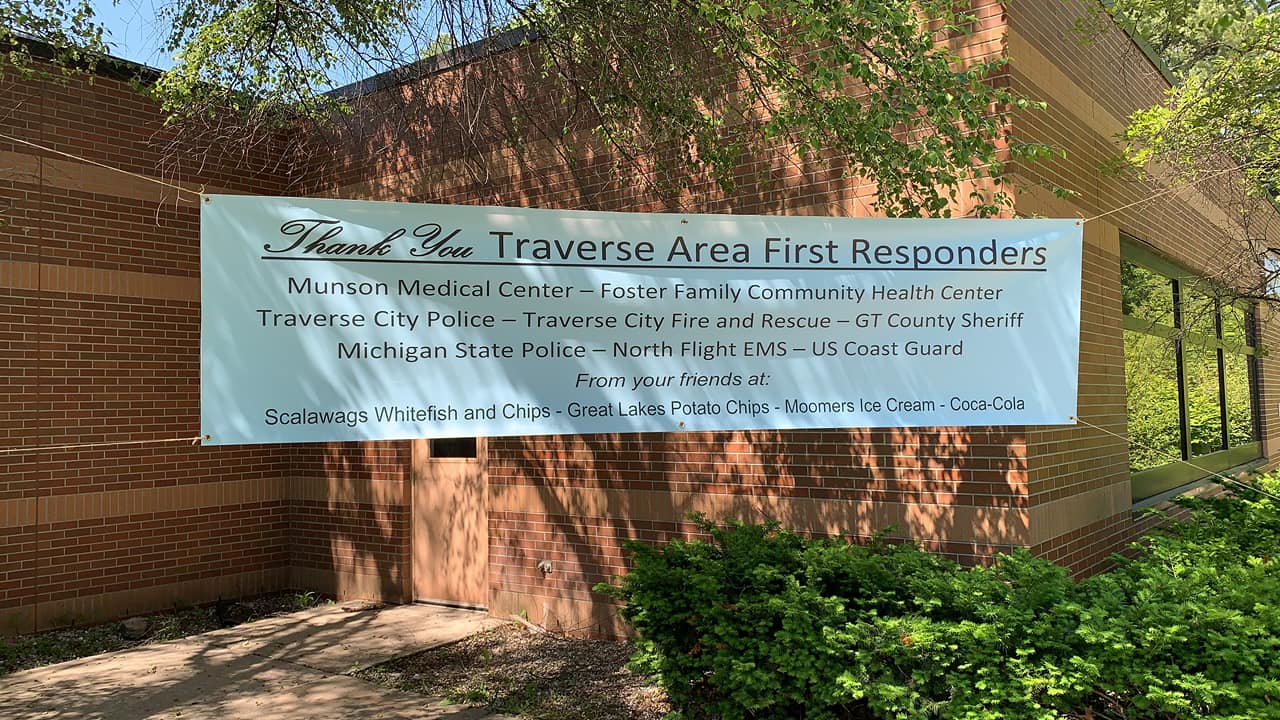 Thank You Traverse Area First Responders
Munson Medical Center – Foster Family Community Health Center
Traverse City Police – Traverse City Fire and Rescue – GT County Sheriff
Michigan State Police – North Flight EMS – US Coast Guard
From your friends at:
Scalawags Whitefish and Chips - Great Lakes Potato Chips - Moomers Ice Cream - Coca-Cola